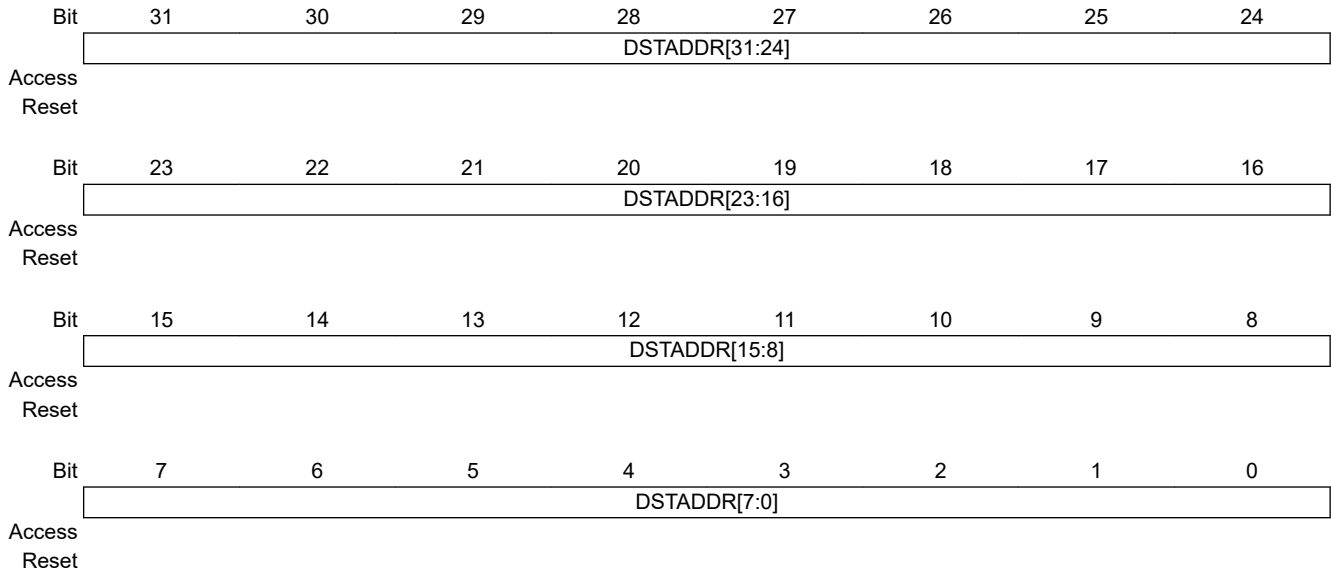 Bit 31 30 29 28 27 26 25 24
DSTADDR[31:24]
Access
Reset
Bit 23 22 21 20 19 18 17 16
DSTADDR[23:16]
Access
Reset
Bit 15 14 13 12 11 10 9 8
DSTADDR[15:8]
Access
Reset
Bit 7 6 5 4 3 2 1 0
DSTADDR[7:0]
Access
Reset